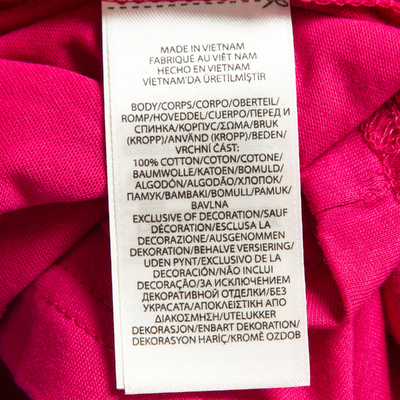 MADE IN VIETNAM
FABRIQUÉ AU VIÊT NAM
HECHO EN VIETNAM
VİETNAM'DA ÜRETİLMİŞTİR
BODY/CORPS/CORPO/OBERTEIL/
ROMP/HOVEDDEL/CUERPO/ПЕРЕД И
СПИНКА/KORPUS/ΣΩΜΑ/BRUK
(KROPP)/ANVÄND (KROPP)/BEDEN/
VRCHNÍ ČÁST:
100% COTTON/COTON/COTONE/
BAUMWOLLE/KATOEN/BOMULD/
ALGODÓN/ALGODÃO/ХЛОПОК/
ПАМУК/ΒΑΜΒΑΚΙ/BOMULL/PAMUK/
BAVLNA
EXCLUSIVE OF DECORATION/SAUF
DÉCORATION/ESCLUSA LA
DECORAZIONE/AUSGENOMMEN
DEKORATION/BEHALVE VERSIERING/
UDEN PYNT/EXCLUSIVO DE LA
DECORACIÓN/NÃO INCLUI
DECORAÇÃO/ЗА ИСКЛЮЧЕНИЕМ
ДЕКОРАТИВНОЙ ОТДЕЛКИ/БЕЗ
УКРАСАТА/ΑΠΟΚΛΕΙΣΤΙΚΗ ΑΠΟ
ΔΙΑΚΟΣΜΗΣΗ/UTELUKKER
DEKORASJON/ENBART DEKORATION/
DEKORASYON HARİÇ/KROMĚ OZDOB